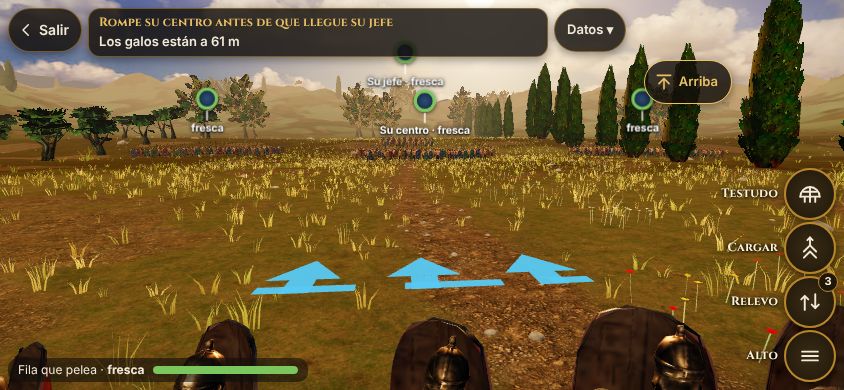 Salir
Rompe su centro antes de que llegue su jefe
Los galos están a 61 m
Datos ▾
Arriba
Su jefe · fresca
fresca
Su centro · fresca
fresca
Testudo
Cargar
3
Relevo
Alto
Fila que pelea · fresca